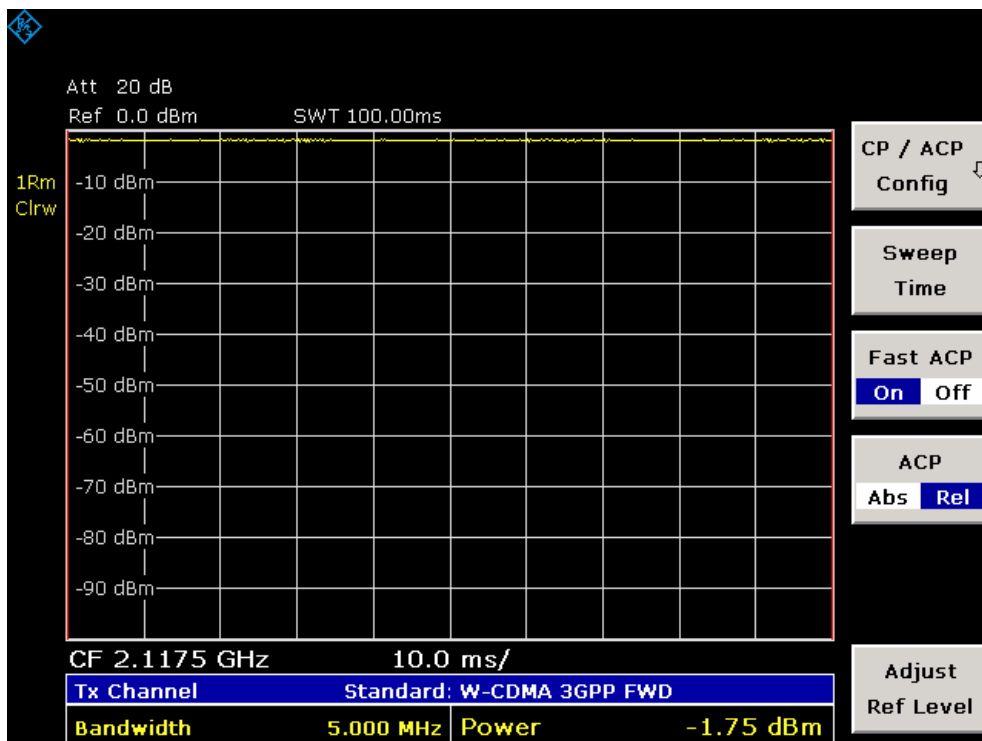 Att 20 dB
Ref 0.0 dBm SWT 100.00ms
1Rm
Clrw
-10 dBm
-20 dBm
-30 dBm
-40 dBm
-50 dBm
-60 dBm
-70 dBm
-80 dBm
-90 dBm
CF 2.1175 GHz 10.0 ms/
Tx Channel Standard: W-CDMA 3GPP FWD
Bandwidth 5.000 MHz Power -1.75 dBm
CP / ACP
Config
Sweep
Time
Fast ACP
On Off
ACP
Abs Rel
Adjust
Ref Level